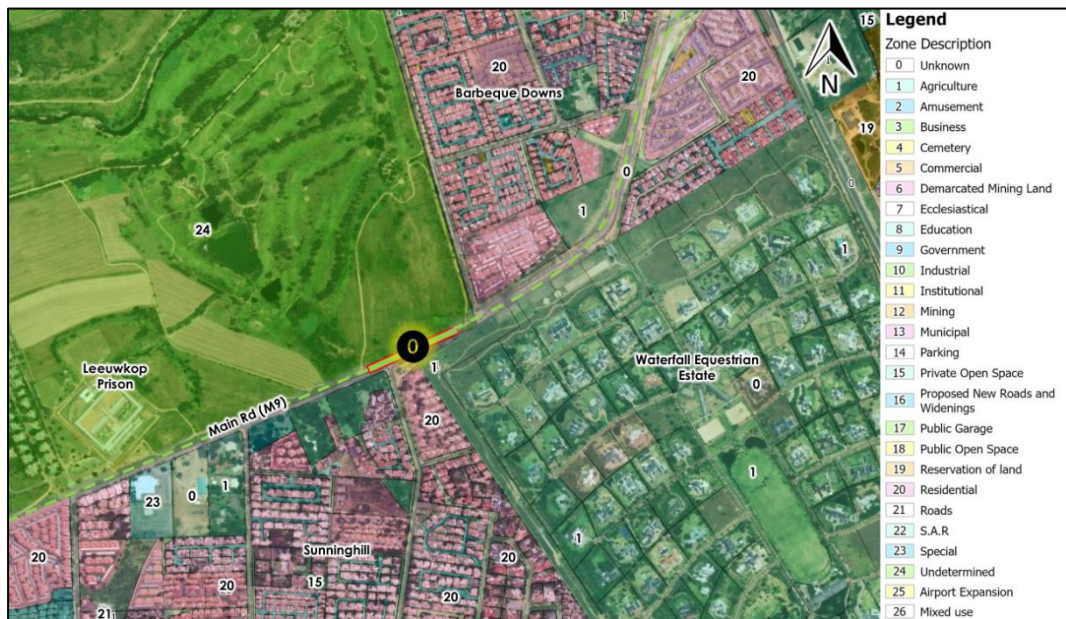 20
Barbeque Downs
1
20
15
1
N
19
0
0
24
1
1
0
Leeuwkop
Prison
1
Waterfall Equestrian
Estate
0
Main Rd (M9)
20
1
23
0
1
1
20
Sunninghill
20
20
15
20
21
Legend
Zone Description
0 Unknown
1 Agriculture
2 Amusement
3 Business
4 Cemetery
5 Commercial
6 Demarcated Mining Land
7 Ecclesiastical
8 Education
9 Government
10 Industrial
11 Institutional
12 Mining
13 Municipal
14 Parking
15 Private Open Space
16 Proposed New Roads and
Widenings
17 Public Garage
18 Public Open Space
19 Reservation of land
20 Residential
21 Roads
22 S.A.R
23 Special
24 Undetermined
25 Airport Expansion
26 Mixed use